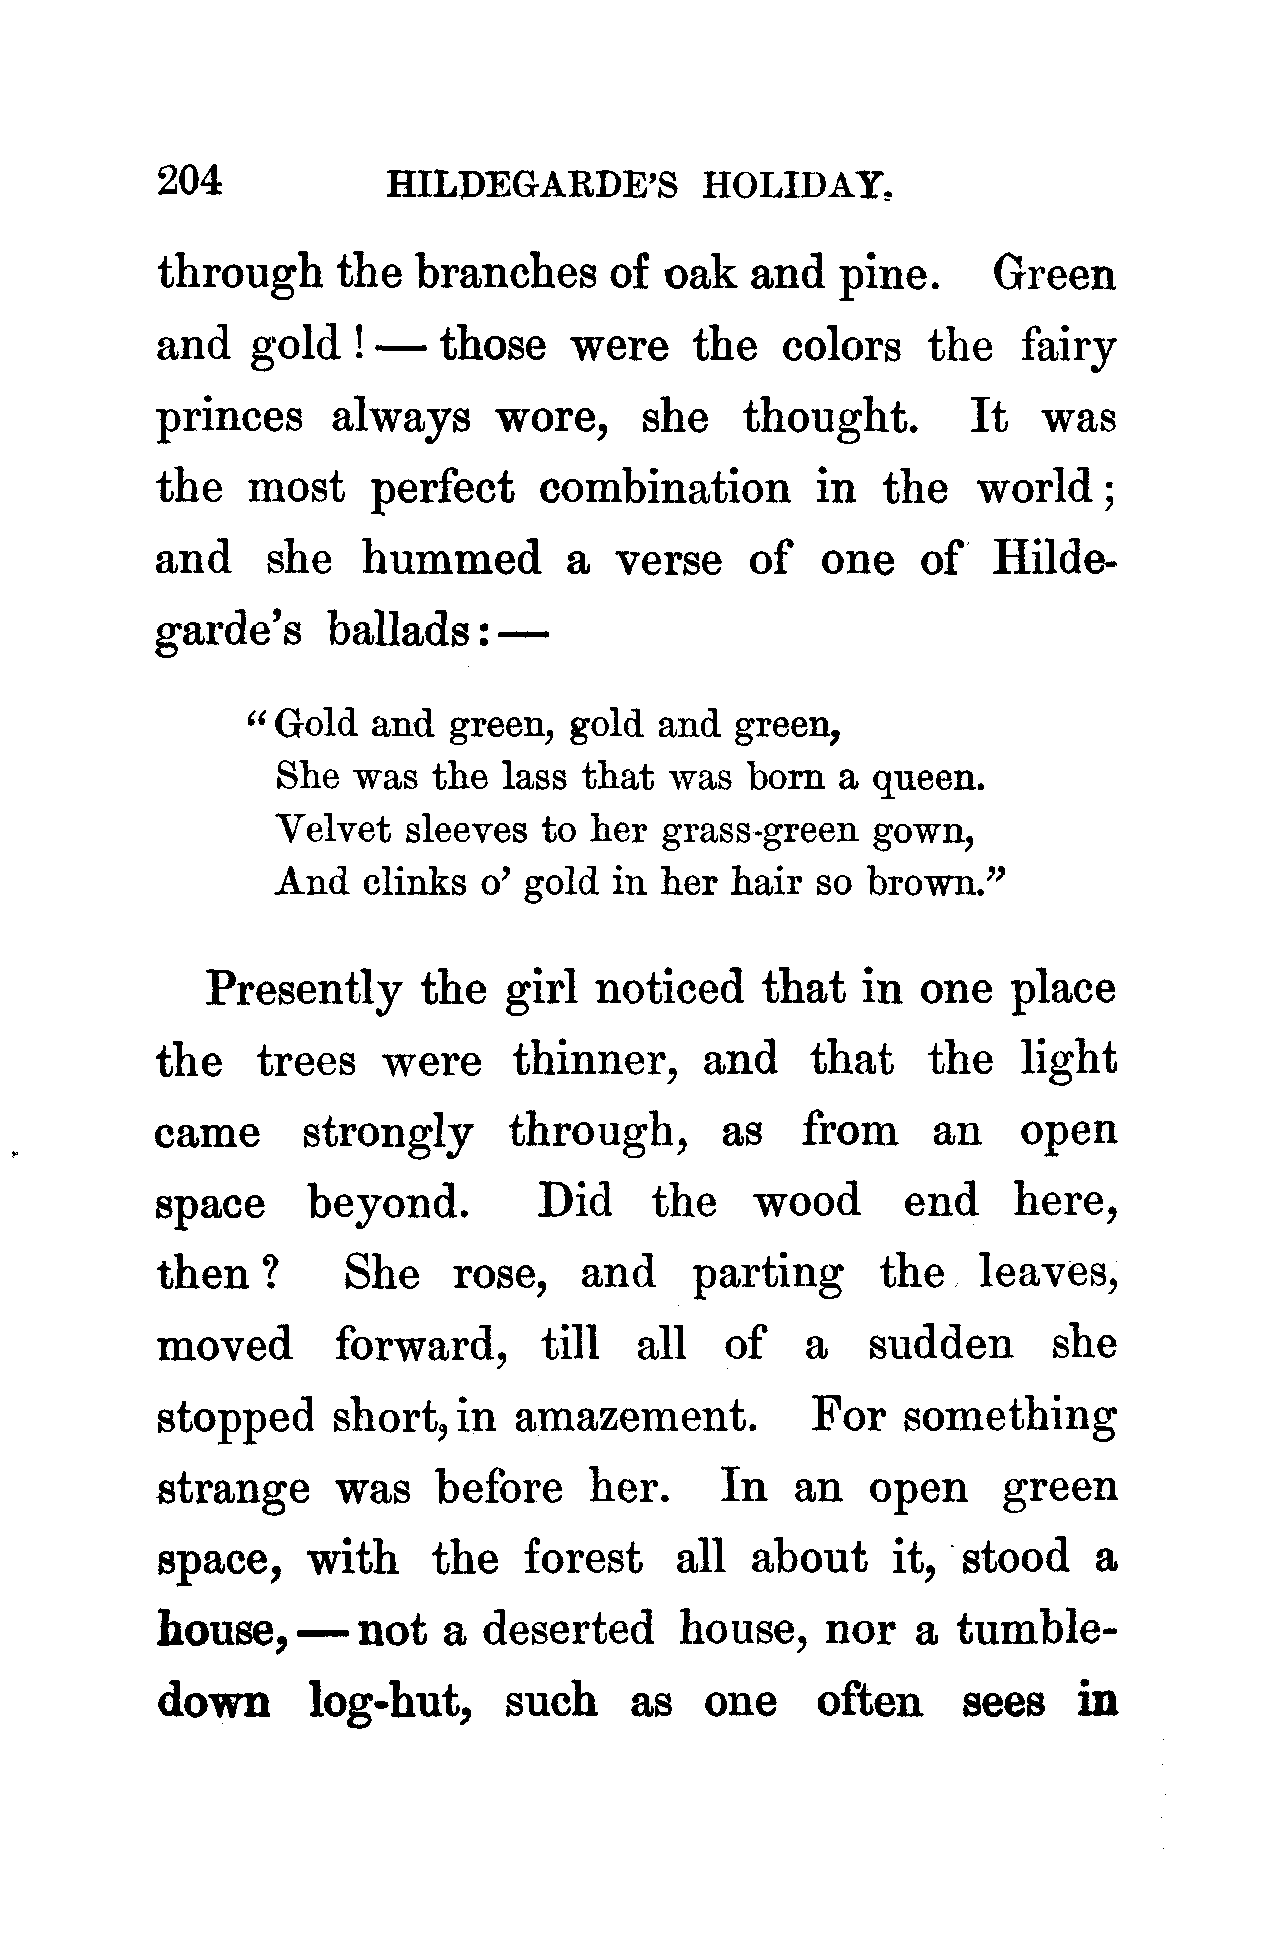 204 HILDEGARDE'S HOLIDAY.
through the branches of oak and pine. Green
and gold! — those were the colors the fairy
princes always wore, she thought. It was
the most perfect combination in the world;
and she hummed a verse of one of Hilde-
garde's ballads: —
"Gold and green, gold and green,
She was the lass that was born a queen.
Velvet sleeves to her grass-green gown,
And clinks o' gold in her hair so brown."
Presently the girl noticed that in one place
the trees were thinner, and that the light
came strongly through, as from an open
space beyond. Did the wood end here,
then? She rose, and parting the leaves,
moved forward, till all of a sudden she
stopped short, in amazement. For something
strange was before her. In an open green
space, with the forest all about it, stood a
house, — not a deserted house, nor a tumble-
down log-hut, such as one often sees in